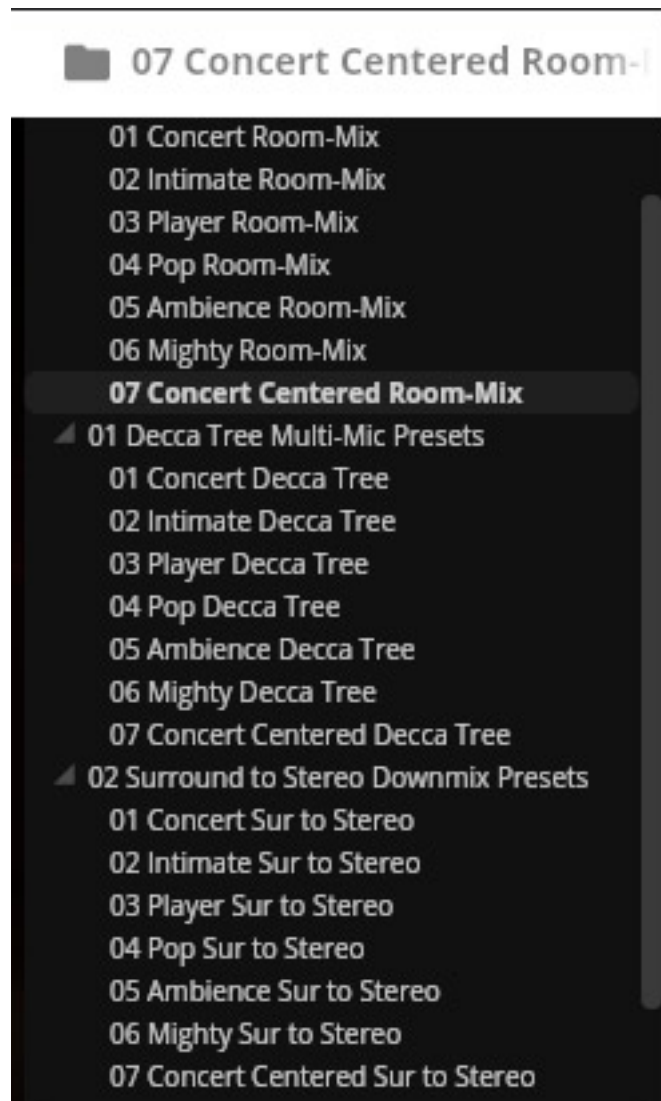 07 Concert Centered Room-
01 Concert Room-Mix
02 Intimate Room-Mix
03 Player Room-Mix
04 Pop Room-Mix
05 Ambience Room-Mix
06 Mighty Room-Mix
07 Concert Centered Room-Mix
01 Decca Tree Multi-Mic Presets
01 Concert Decca Tree
02 Intimate Decca Tree
03 Player Decca Tree
04 Pop Decca Tree
05 Ambience Decca Tree
06 Mighty Decca Tree
07 Concert Centered Decca Tree
02 Surround to Stereo Downmix Presets
01 Concert Sur to Stereo
02 Intimate Sur to Stereo
03 Player Sur to Stereo
04 Pop Sur to Stereo
05 Ambience Sur to Stereo
06 Mighty Sur to Stereo
07 Concert Centered Sur to Stereo